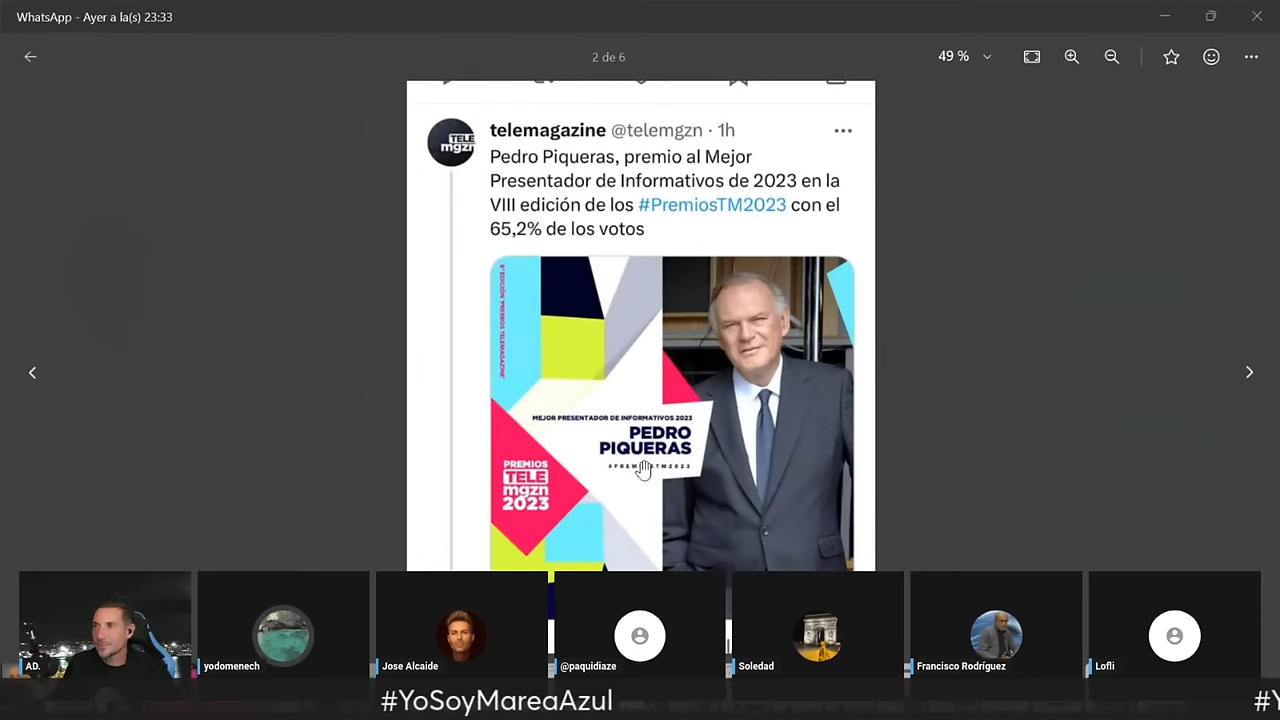 WhatsApp - Ayer a la(s) 23:33
2 de 6
49 %
telemagazine @telemgzn · 1h
Pedro Piqueras, premio al Mejor
Presentador de Informativos de 2023 en la
VIII edición de los #PremiosTM2023 con el
65,2% de los votos
TELE
mgzn
MEJOR PRESENTADOR DE INFORMATIVOS 2023
PEDRO
PIQUERAS
PREMIOS
TELE
mgzn
2023
AD.
yodomenech
Jose Alcaide
@paquidiaze
Soledad
Francisco Rodríguez
Lofli
#YoSoyMareaAzul